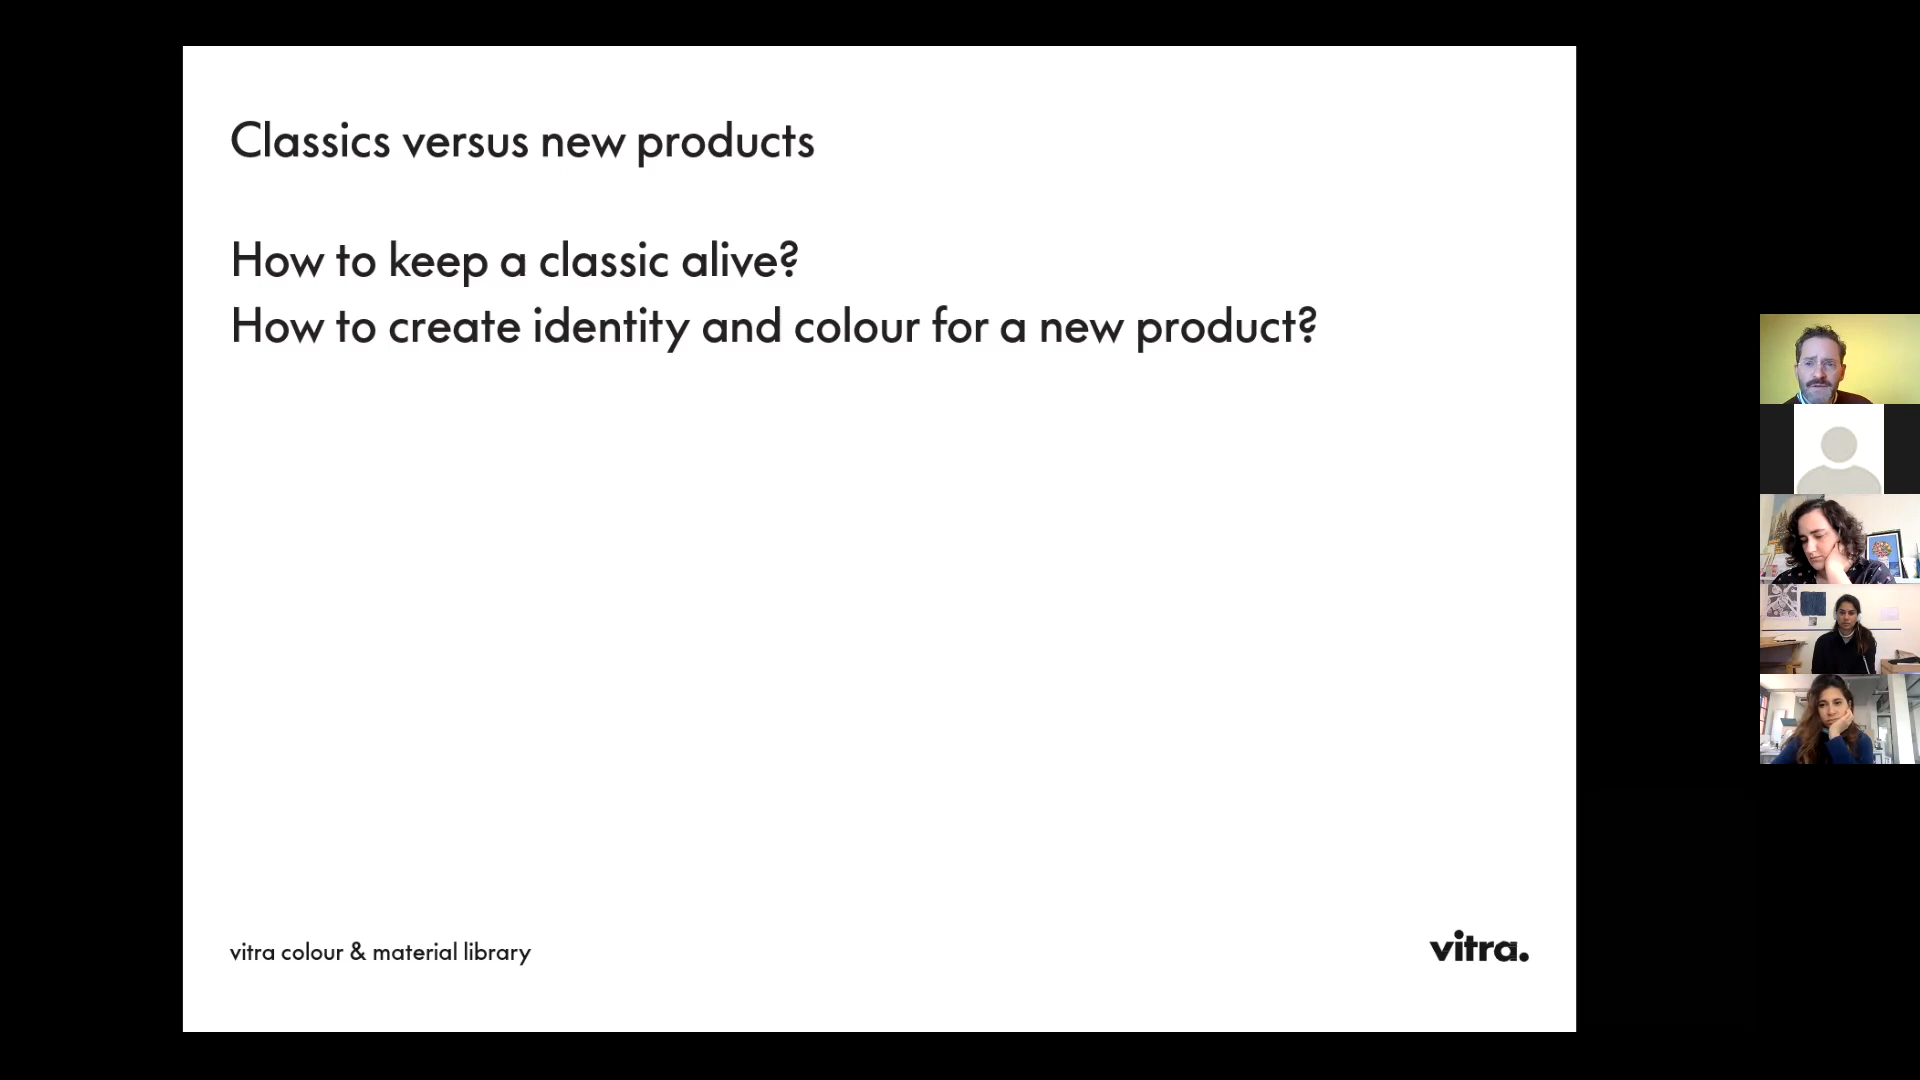 Classics versus new products
How to keep a classic alive?
How to create identity and colour for a new product?
vitra colour & material library
vitra.